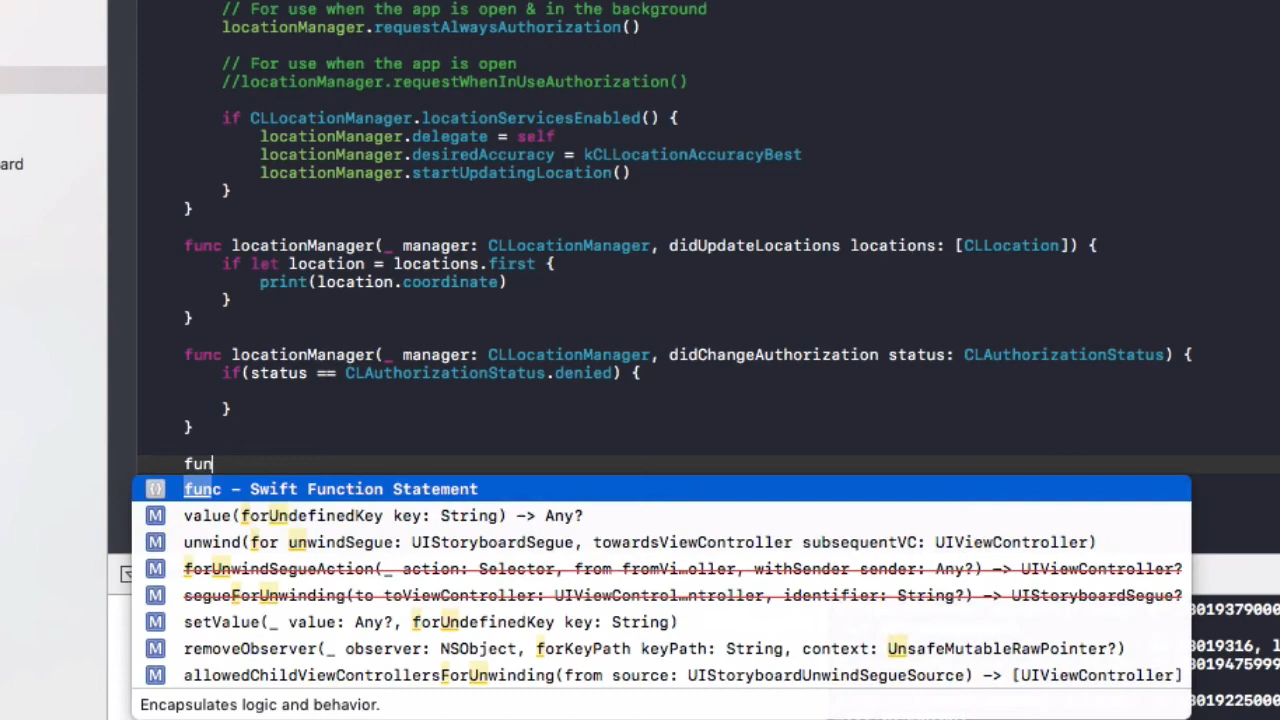 // For use when the app is open & in the background
locationManager.requestAlwaysAuthorization()
// For use when the app is open
//locationManager.requestWhenInUseAuthorization()
if CLLocationManager.locationServicesEnabled() {
locationManager.delegate = self
locationManager.desiredAccuracy = kCLLocationAccuracyBest
ard
locationManager.startUpdatingLocation()
}
}
func locationManager(_ manager: CLLocationManager, didUpdateLocations locations: [CLLocation]) {
if let location = locations.first {
print(location.coordinate)
}
}
func locationManager(_ manager: CLLocationManager, didChangeAuthorization status: CLAuthorizationStatus) {
if(status == CLAuthorizationStatus.denied) {
}
}
fun
func - Swift Function Statement
value(forUndefinedKey key: String) -> Any?
unwind(for unwindSegue: UIStoryboardSegue, towardsViewController subsequentVC: UIViewController)
forUnwindSegueAction(_ action: Selector, from fromVi…oller, withSender sender: Any?) -> UIViewController?
segueForUnwinding(to toViewController: UIViewControl…ntroller, identifier: String?) -> UIStoryboardSegue?
3019379000
setValue(_ value: Any?, forUndefinedKey key: String)
removeObserver(_ observer: NSObject, forKeyPath keyPath: String, context: UnsafeMutableRawPointer?)
3019316, l
3019475999
allowedChildViewControllersForUnwinding(from source: UIStoryboardUnwindSegueSource) -> [UIViewController]
3019225000
Encapsulates logic and behavior.